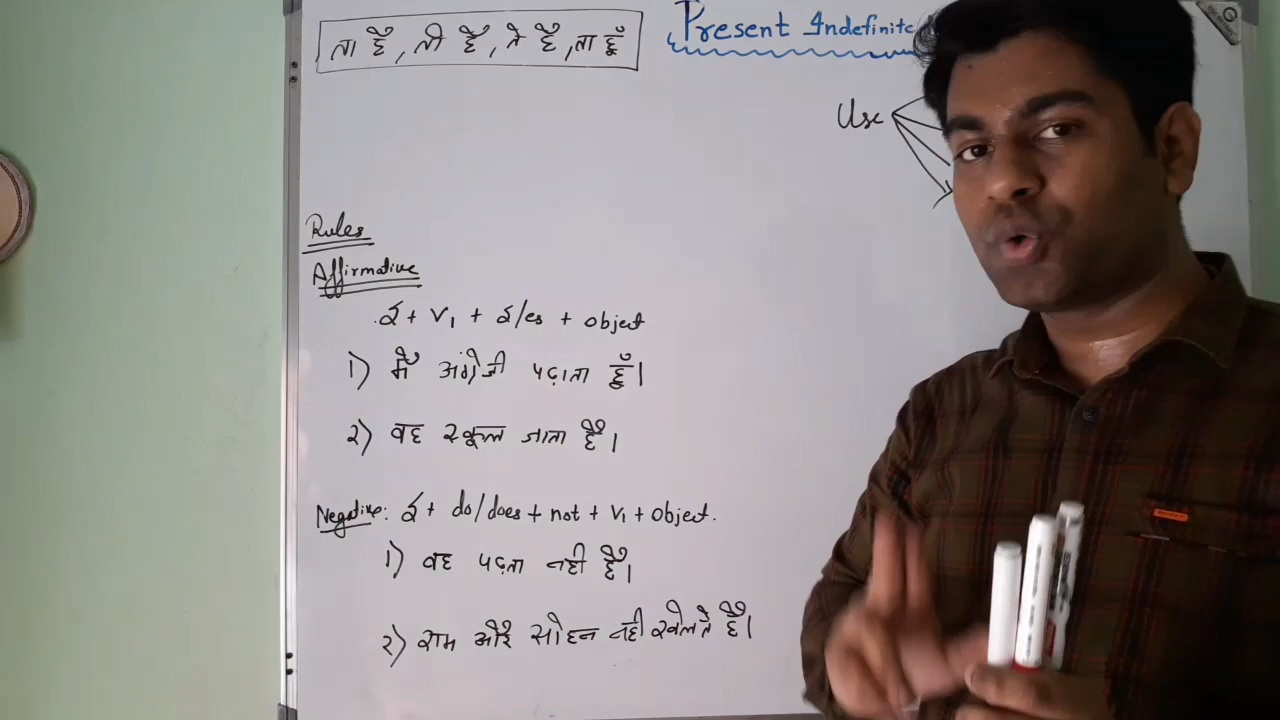 ता है, ती है, ते हैं, ता हूँ
Present Indefinite
Use
Rules
Affirmative
S + V1 + S/es + object
1) मैं अंग्रेजी पढ़ाता हूँ।
2) वह स्कूल जाता है।
Negative: S + do/does + not + V1 + object.
1) वह पढ़ता नही है।
2) राम और सोहन नही खेलते है।